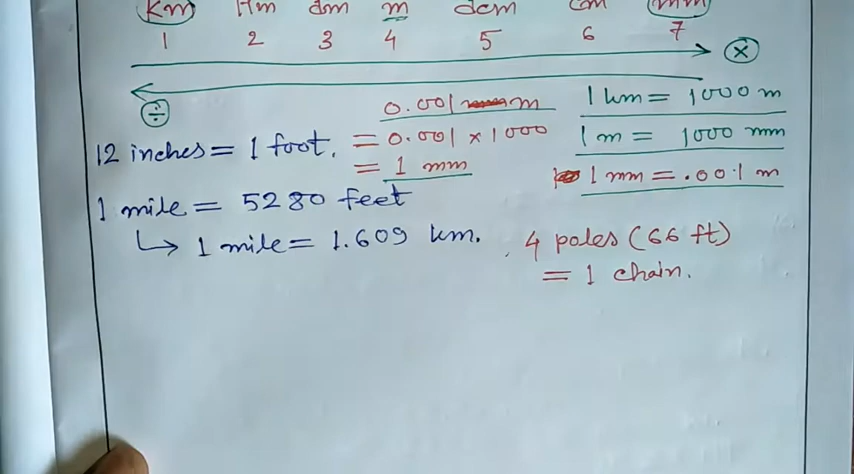 Km Hm dm m dcm cm mm
1 2 3 4 5 6 7
×
÷
0.001 m
= 0.001 × 1000
= 1 mm
1 km = 1000 m
1 m = 1000 mm
1 mm = .001 m
12 inches = 1 foot.
1 mile = 5280 feet
↳ 1 mile = 1.609 km.
4 poles (66 ft)
= 1 chain.